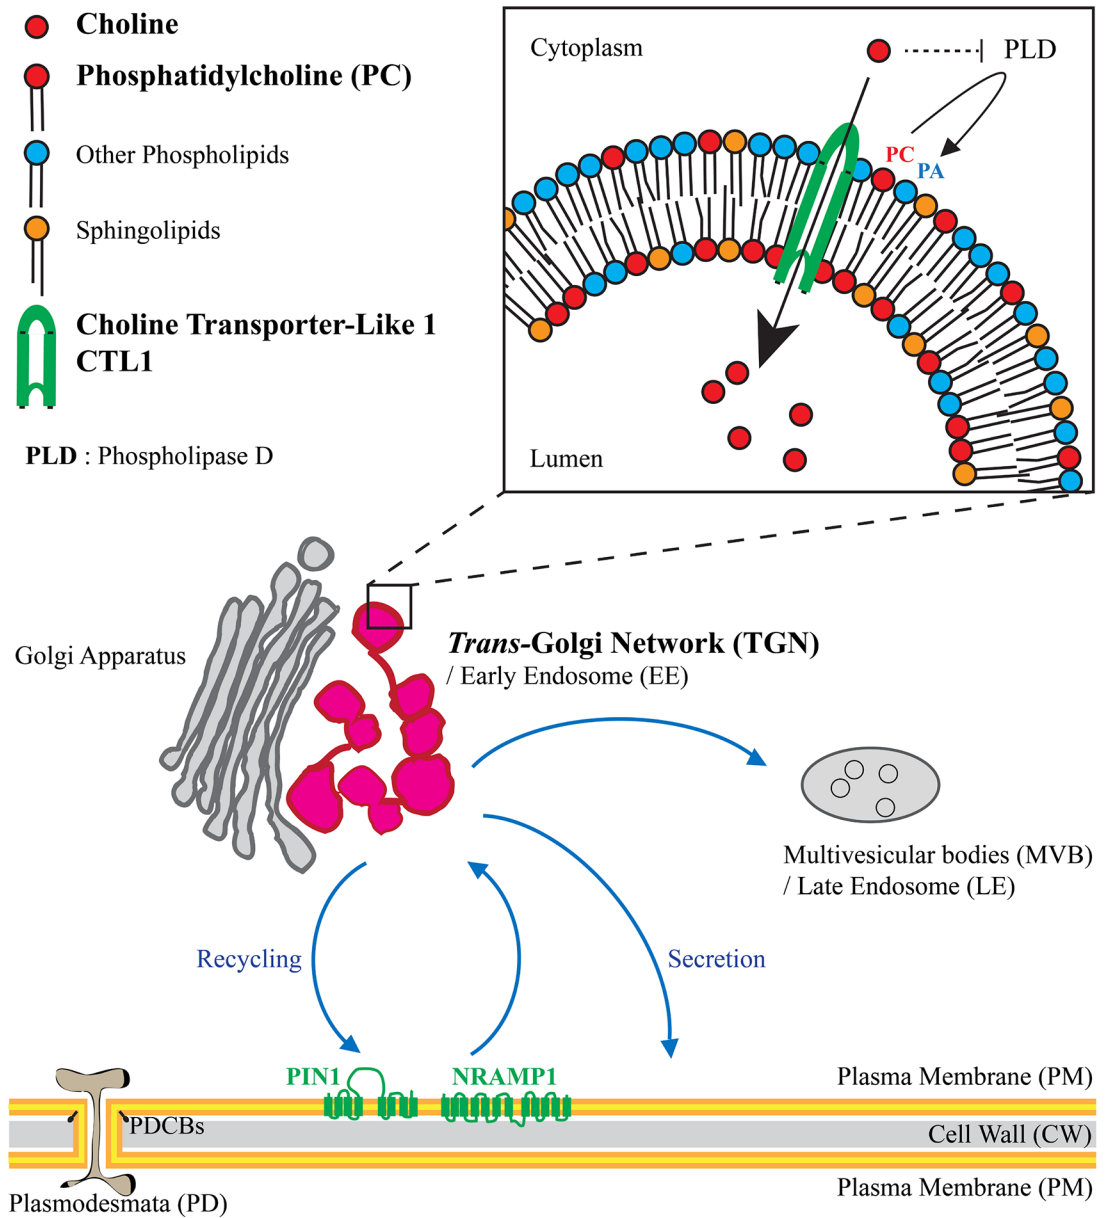 Choline
Phosphatidylcholine (PC)
Other Phospholipids
Sphingolipids
Choline Transporter-Like 1
CTL1
PLD : Phospholipase D
Cytoplasm
PLD
PC
PA
Lumen
Golgi Apparatus
Trans-Golgi Network (TGN)
/ Early Endosome (EE)
Multivesicular bodies (MVB)
/ Late Endosome (LE)
Recycling
Secretion
PIN1
NRAMP1
Plasma Membrane (PM)
PDCBs
Cell Wall (CW)
Plasma Membrane (PM)
Plasmodesmata (PD)